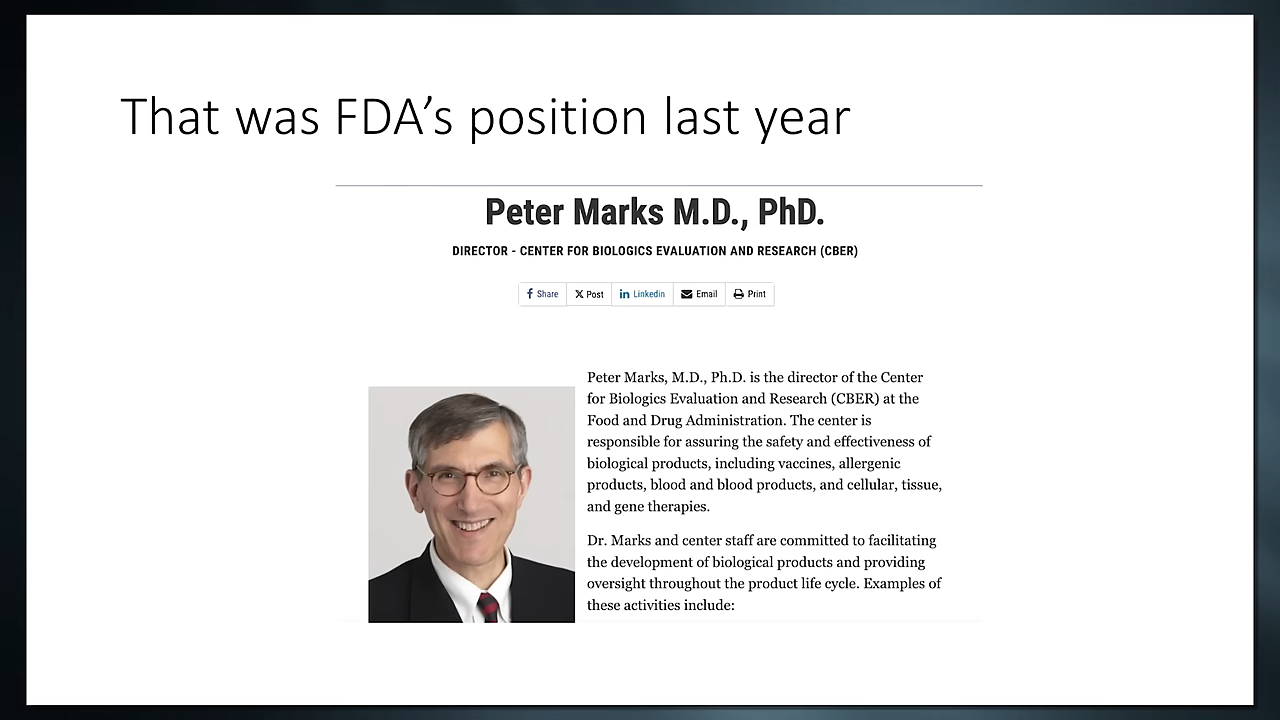 That was FDA’s position last year
Peter Marks M.D., PhD.
DIRECTOR - CENTER FOR BIOLOGICS EVALUATION AND RESEARCH (CBER)
Share Post Linkedin Email Print
Peter Marks, M.D., Ph.D. is the director of the Center
for Biologics Evaluation and Research (CBER) at the
Food and Drug Administration. The center is
responsible for assuring the safety and effectiveness of
biological products, including vaccines, allergenic
products, blood and blood products, and cellular, tissue,
and gene therapies.
Dr. Marks and center staff are committed to facilitating
the development of biological products and providing
oversight throughout the product life cycle. Examples of
these activities include: